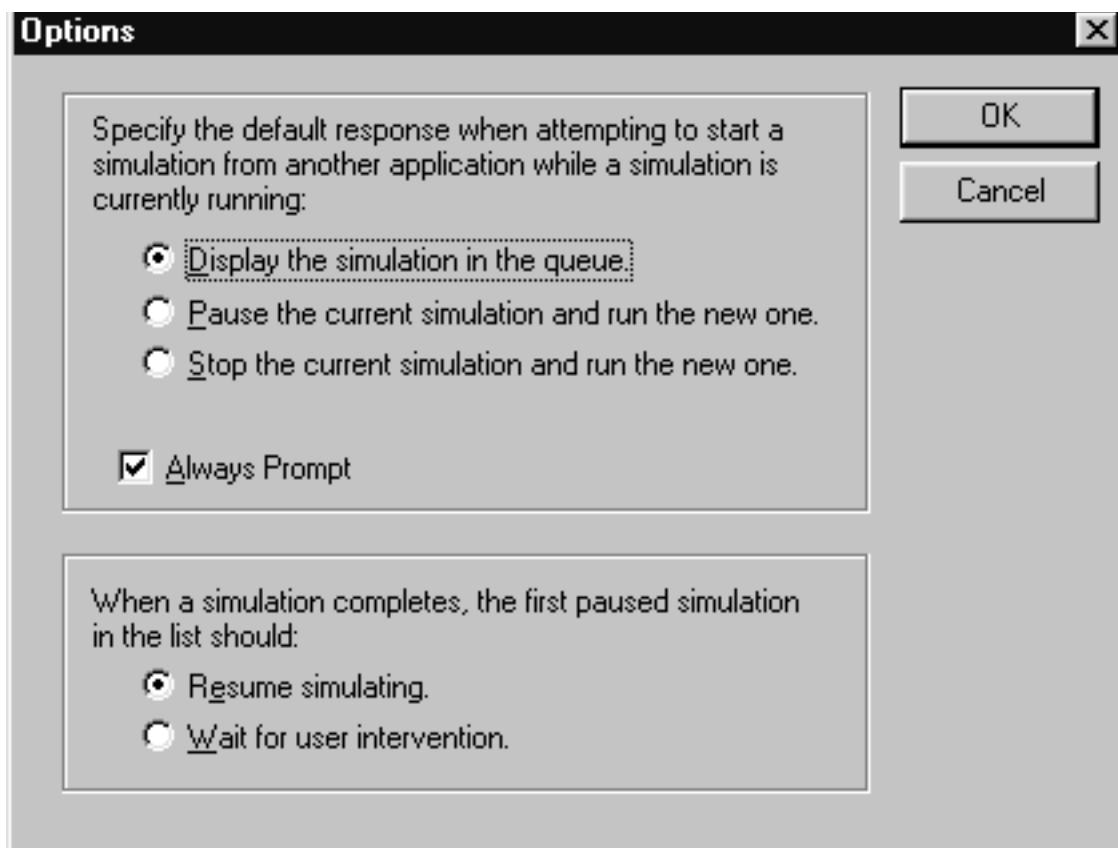 Options
Specify the default response when attempting to start a
simulation from another application while a simulation is
currently running:
Display the simulation in the queue.
Pause the current simulation and run the new one.
Stop the current simulation and run the new one.
Always Prompt
When a simulation completes, the first paused simulation
in the list should:
Resume simulating.
Wait for user intervention.
OK
Cancel